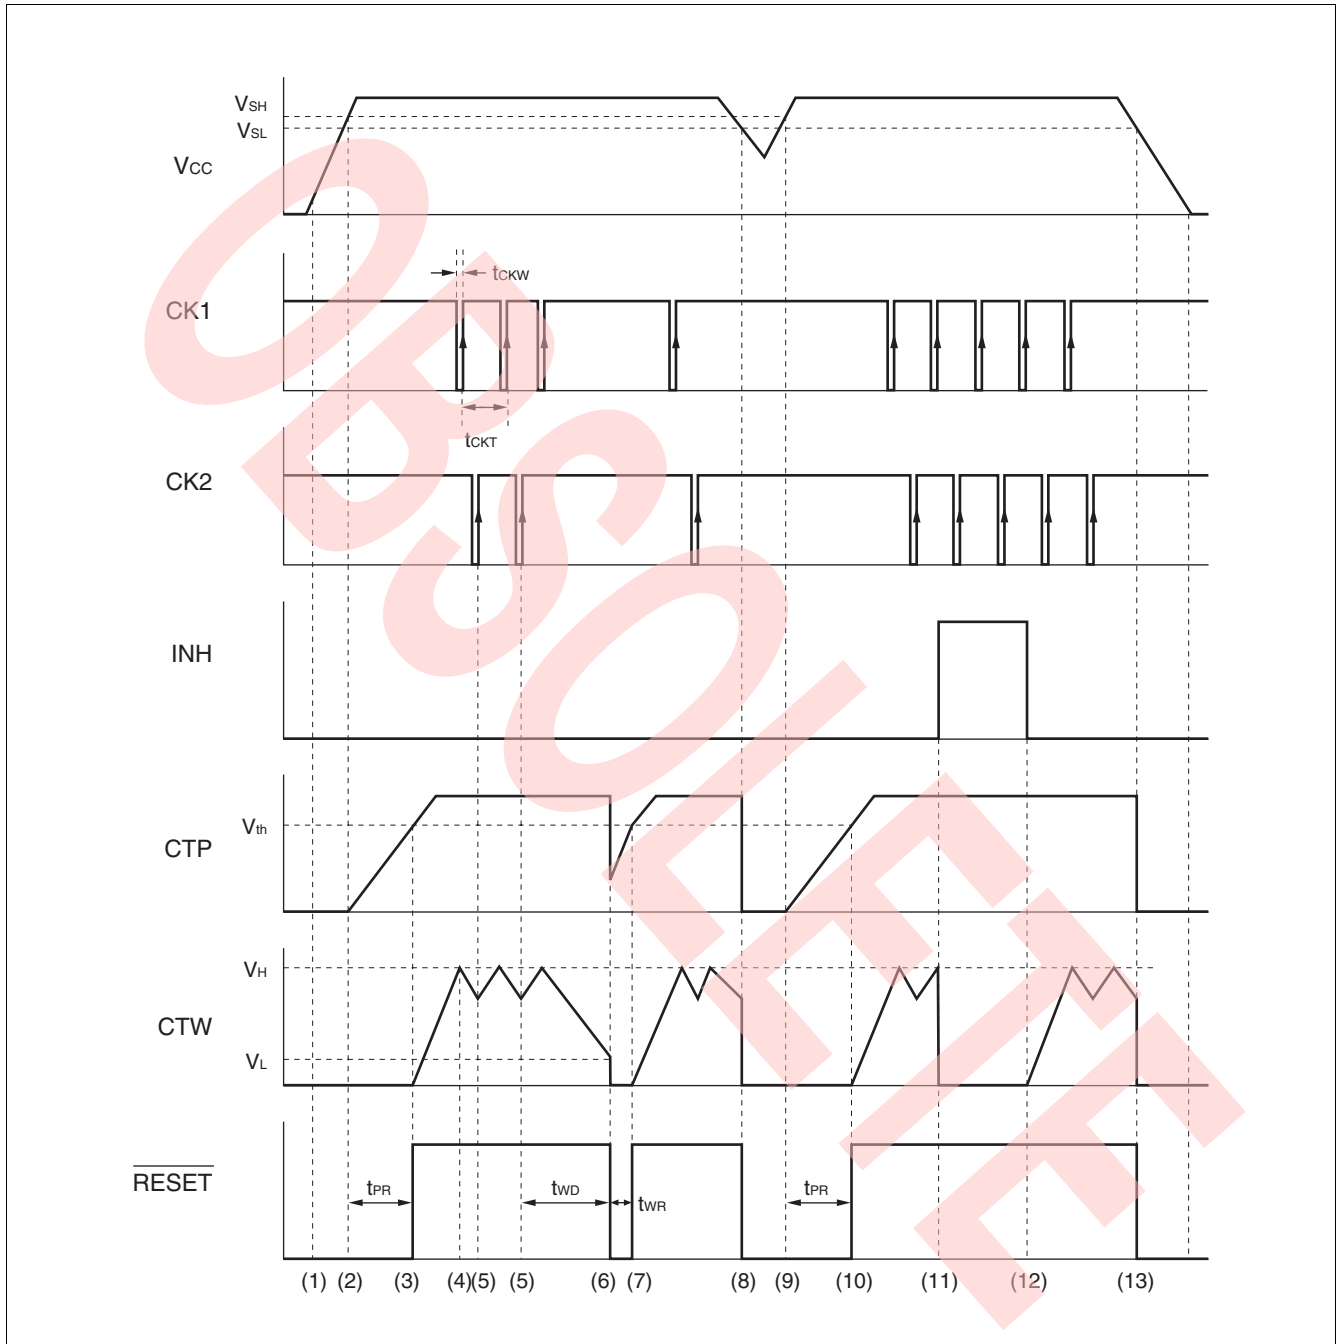 VSH
VSL
VCC
tCKW
CK1
tCKT
CK2
INH
Vth
CTP
VH
CTW
VL
RESET
tPR
tWD
tWR
tPR
(1) (2) (3) (4)(5) (5) (6) (7) (8) (9) (10) (11) (12) (13)
OBSOLETE